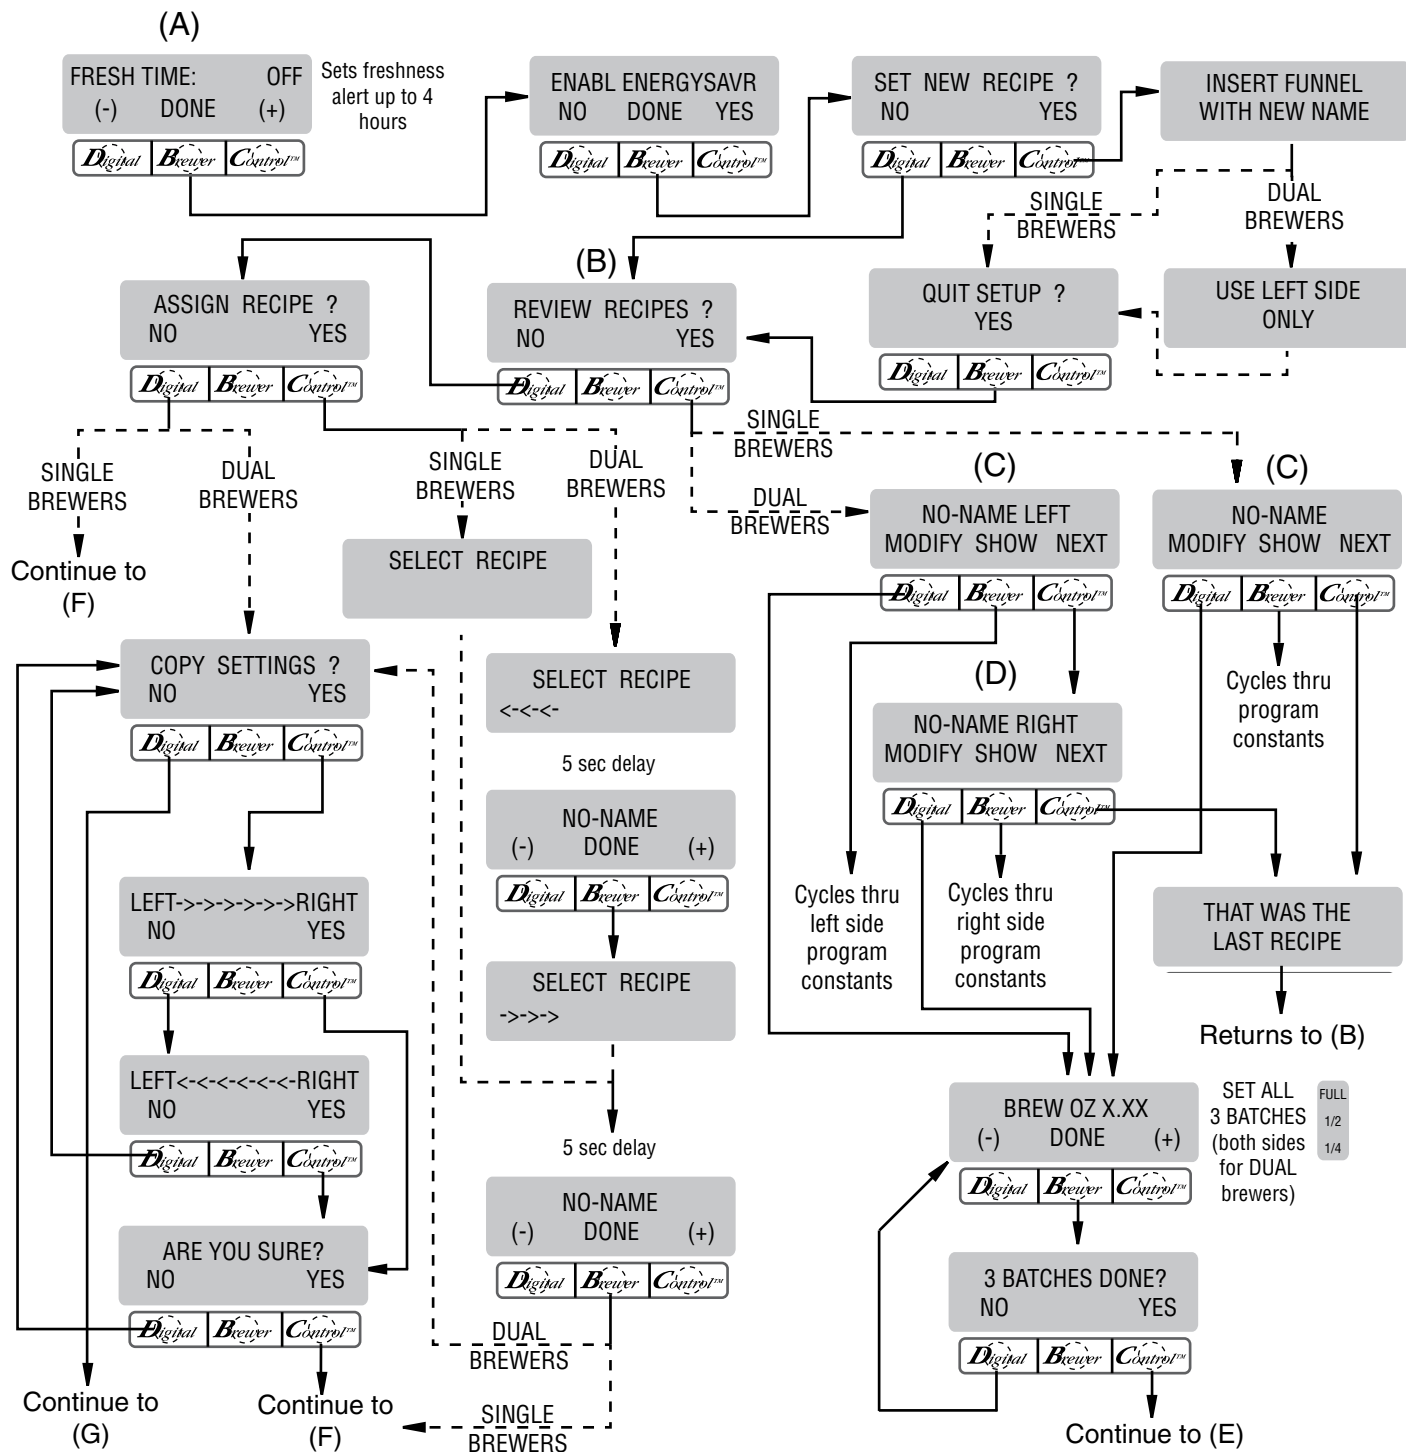 (A)
FRESH TIME: OFF
(-) DONE (+)
Digital Brewer Control™
Sets freshness
alert up to 4
hours
ENABL ENERGYSAVR
NO DONE YES
Digital Brewer Control™
SET NEW RECIPE ?
NO YES
Digital Brewer Control™
INSERT FUNNEL
WITH NEW NAME
SINGLE
BREWERS
DUAL
BREWERS
QUIT SETUP ?
YES
Digital Brewer Control™
USE LEFT SIDE
ONLY
(B)
REVIEW RECIPES ?
NO YES
Digital Brewer Control™
ASSIGN RECIPE ?
NO YES
Digital Brewer Control™
SINGLE
BREWERS
DUAL
BREWERS
Continue to
(F)
SINGLE
BREWERS
DUAL
BREWERS
SINGLE
BREWERS
DUAL
BREWERS
(C)
NO-NAME LEFT
MODIFY SHOW NEXT
Digital Brewer Control™
(C)
NO-NAME
MODIFY SHOW NEXT
Digital Brewer Control™
SELECT RECIPE
COPY SETTINGS ?
NO YES
Digital Brewer Control™
SELECT RECIPE
<-<-<-
5 sec delay
NO-NAME
(-) DONE (+)
Digital Brewer Control™
SELECT RECIPE
->->->
5 sec delay
NO-NAME
(-) DONE (+)
Digital Brewer Control™
DUAL
BREWERS
SINGLE
BREWERS
(D)
NO-NAME RIGHT
MODIFY SHOW NEXT
Digital Brewer Control™
Cycles thru
program
constants
Cycles thru
left side
program
constants
Cycles thru
right side
program
constants
THAT WAS THE
LAST RECIPE
Returns to (B)
LEFT->->->->->->RIGHT
NO YES
Digital Brewer Control™
LEFT<-<-<-<-<-<-RIGHT
NO YES
Digital Brewer Control™
ARE YOU SURE?
NO YES
Digital Brewer Control™
Continue to
(G)
Continue to
(F)
BREW OZ X.XX
(-) DONE (+)
Digital Brewer Control™
SET ALL
3 BATCHES
(both sides
for DUAL
brewers)
FULL
1/2
1/4
3 BATCHES DONE?
NO YES
Digital Brewer Control™
Continue to (E)